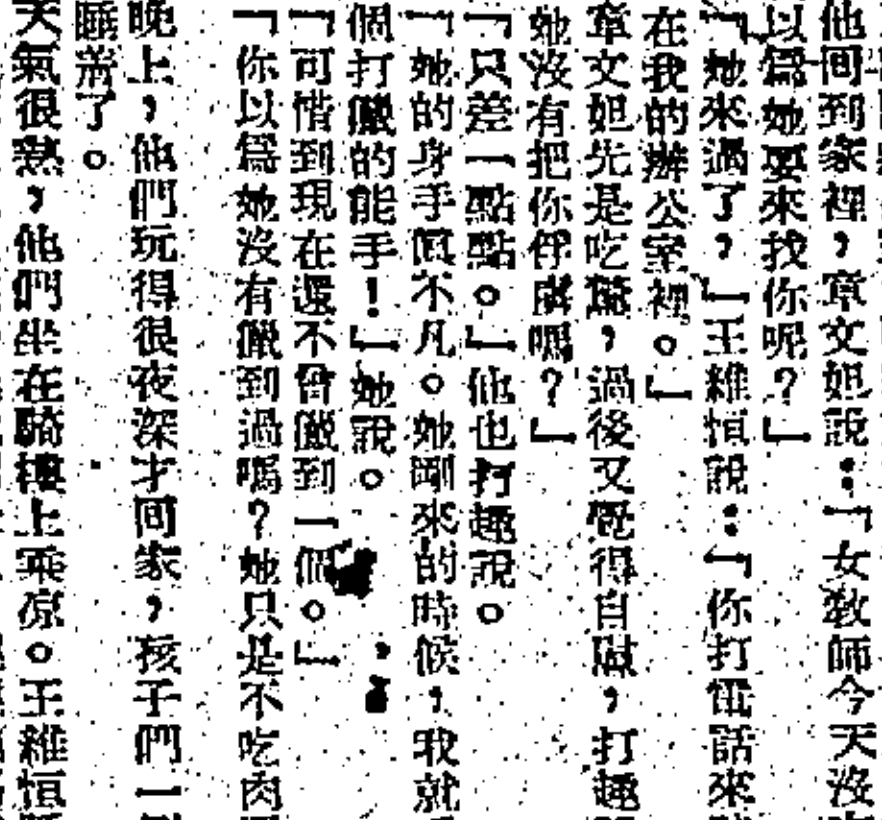 他回到家裡，章文妲說：「女教師今天沒
以爲她要來找你呢？」
「她來過了，」王維恒說：「你打電話來
在我的辦公室裡。」
章文妲先是吃驚，過後又覺得自慰，打趣
她沒有把你俘虜嗎？」
「只差一點點。」他也打趣說。
「她的身手眞不凡。她剛來的時候，我就
個打獵的能手！」她說。
「可惜到現在還不曾獵到一個。」
「你以爲她沒有獵到過嗎？她只是不吃肉
晚上，他們玩得很夜深才回家，孩子們一
睡着了。
天氣很熱，他們坐在騎樓上乘凉。王維恒